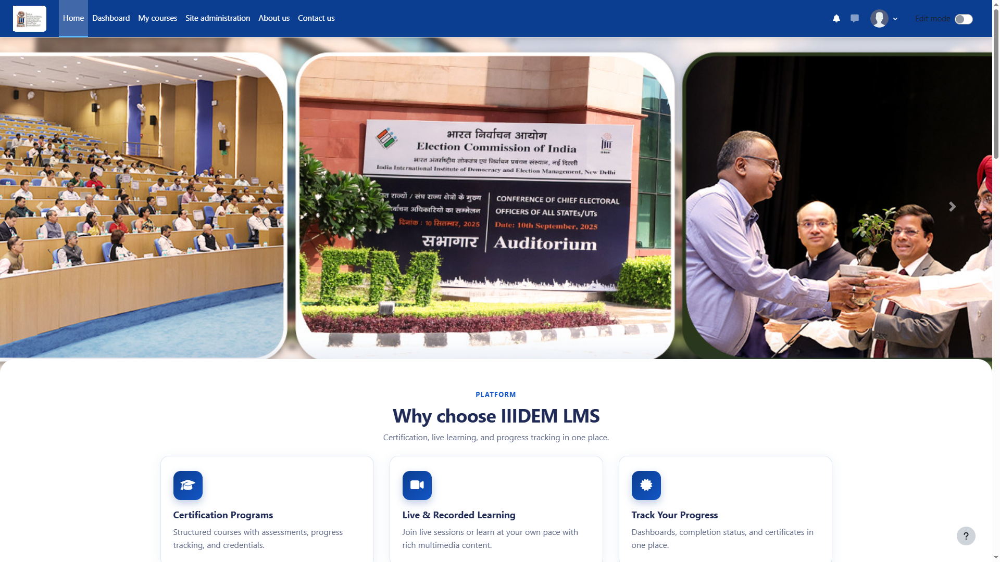 Home
Dashboard
My courses
Site administration
About us
Contact us
Edit mode
भारत निर्वाचन आयोग
Election Commission of India
भारत अंतर्राष्ट्रीय लोकतंत्र एवं निर्वाचन प्रबंधन संस्थान, नई दिल्ली
India International Institute of Democracy and Election Management, New Delhi
राज्यों / संघ राज्य क्षेत्रों के मुख्य
अधिकारियों का सम्मेलन
दिनांक : 10 सितम्बर, 2025
सभागार
CONFERENCE OF CHIEF ELECTORAL
OFFICERS OF ALL STATEs/UTs
Date: 10th September, 2025
Auditorium
EM
PLATFORM
Why choose IIIDEM LMS
Certification, live learning, and progress tracking in one place.
Certification Programs
Structured courses with assessments, progress
tracking, and credentials.
Live & Recorded Learning
Join live sessions or learn at your own pace with
rich multimedia content.
Track Your Progress
Dashboards, completion status, and certificates in
one place.
?